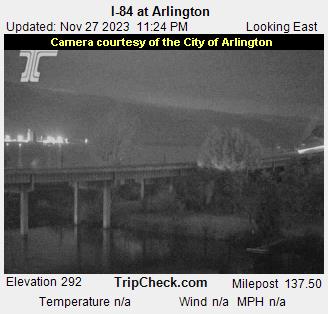 I-84 at Arlington
Updated: Nov 27 2023 11:24 PM Looking East
Camera courtesy of the City of Arlington
Elevation 292 TripCheck.com Milepost 137.50
Temperature n/a Wind n/a MPH n/a